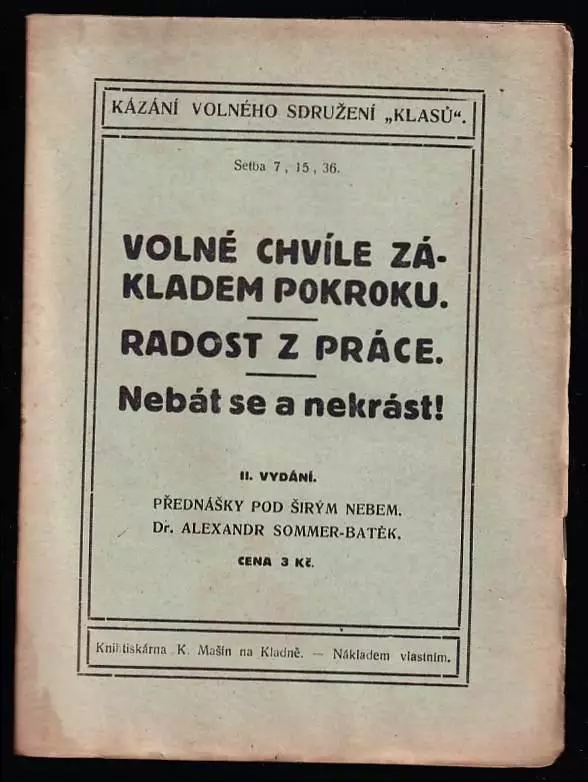 KÁZÁNÍ VOLNÉHO SDRUŽENÍ „KLASŮ“.
Setba 7, 15, 36.
VOLNÉ CHVÍLE ZÁ-
KLADEM POKROKU.
RADOST Z PRÁCE.
Nebát se a nekrást!
II. VYDÁNÍ.
PŘEDNÁŠKY POD ŠIRÝM NEBEM.
Dr. ALEXANDR SOMMER-BATĚK.
CENA 3 Kč.
Knihtiskárna K. Mašín na Kladně. — Nákladem vlastním.